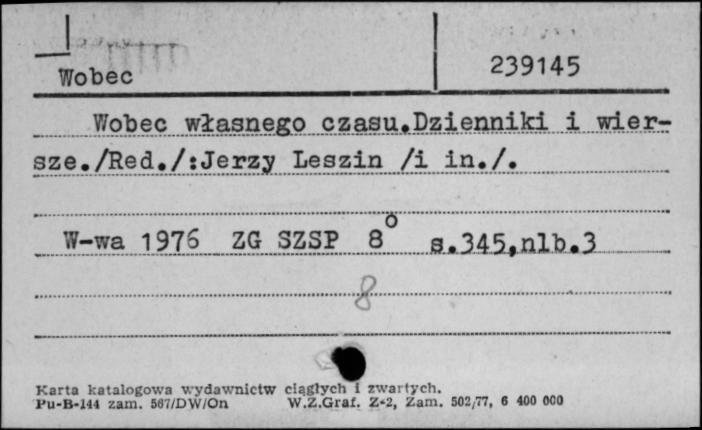 Wobec
239145
Wobec własnego czasu.Dzienniki i wier-
sze./Red./:Jerzy Leszin /i in./.
W-wa 1976 ZG SZSP 8° s.345,nlb.3
8
Karta katalogowa wydawnictw ciągłych i zwartych.
Pu-B-144 zam. 567/DW/On W.Z.Graf. Z-2, Zam. 502/77, 6 400 000